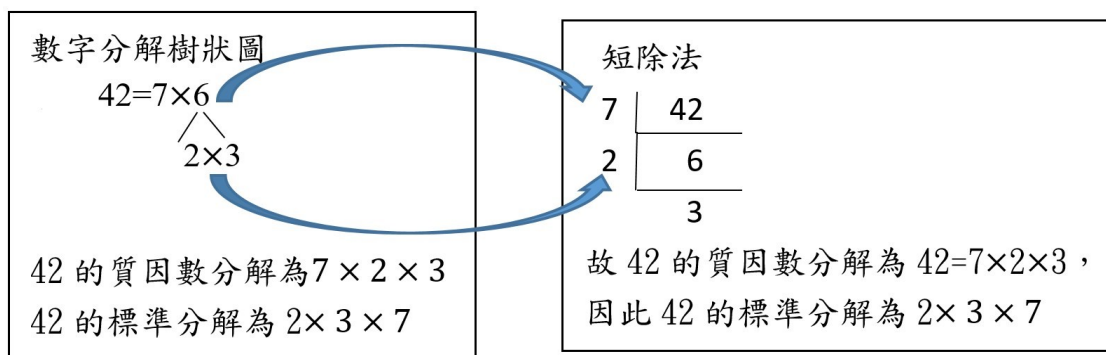 數字分解樹狀圖
42=7×6
2×3
42 的質因數分解為7 × 2 × 3
42 的標準分解為 2× 3 × 7
短除法
7 42
2 6
3
故 42 的質因數分解為 42=7×2×3，
因此 42 的標準分解為 2× 3 × 7